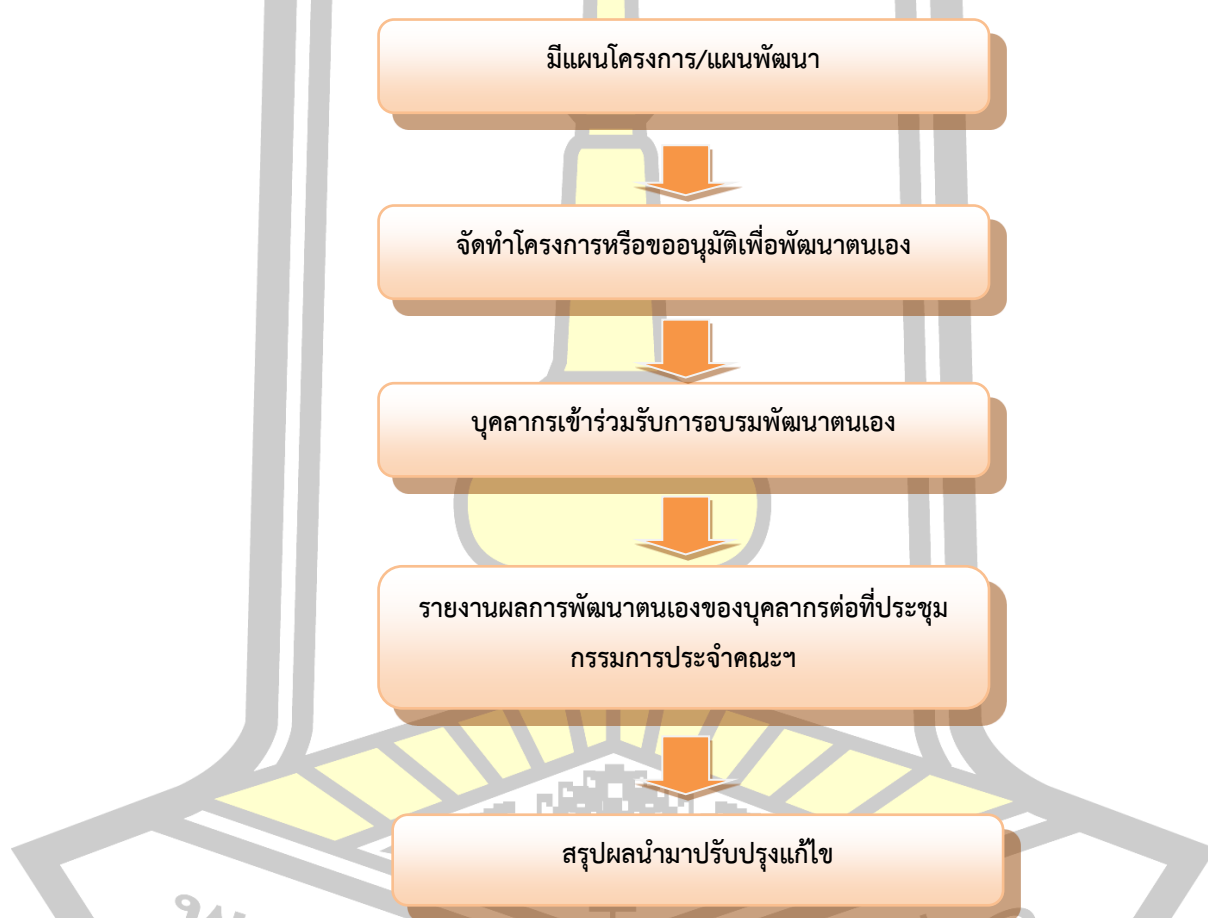 มีแผนโครงการ/แผนพัฒนา
จัดทำโครงการหรือขออนุมัติเพื่อพัฒนาตนเอง
บุคลากรเข้าร่วมรับการอบรมพัฒนาตนเอง
รายงานผลการพัฒนาตนเองของบุคลากรต่อที่ประชุม
กรรมการประจำคณะฯ
สรุปผลนำมาปรับปรุงแก้ไข